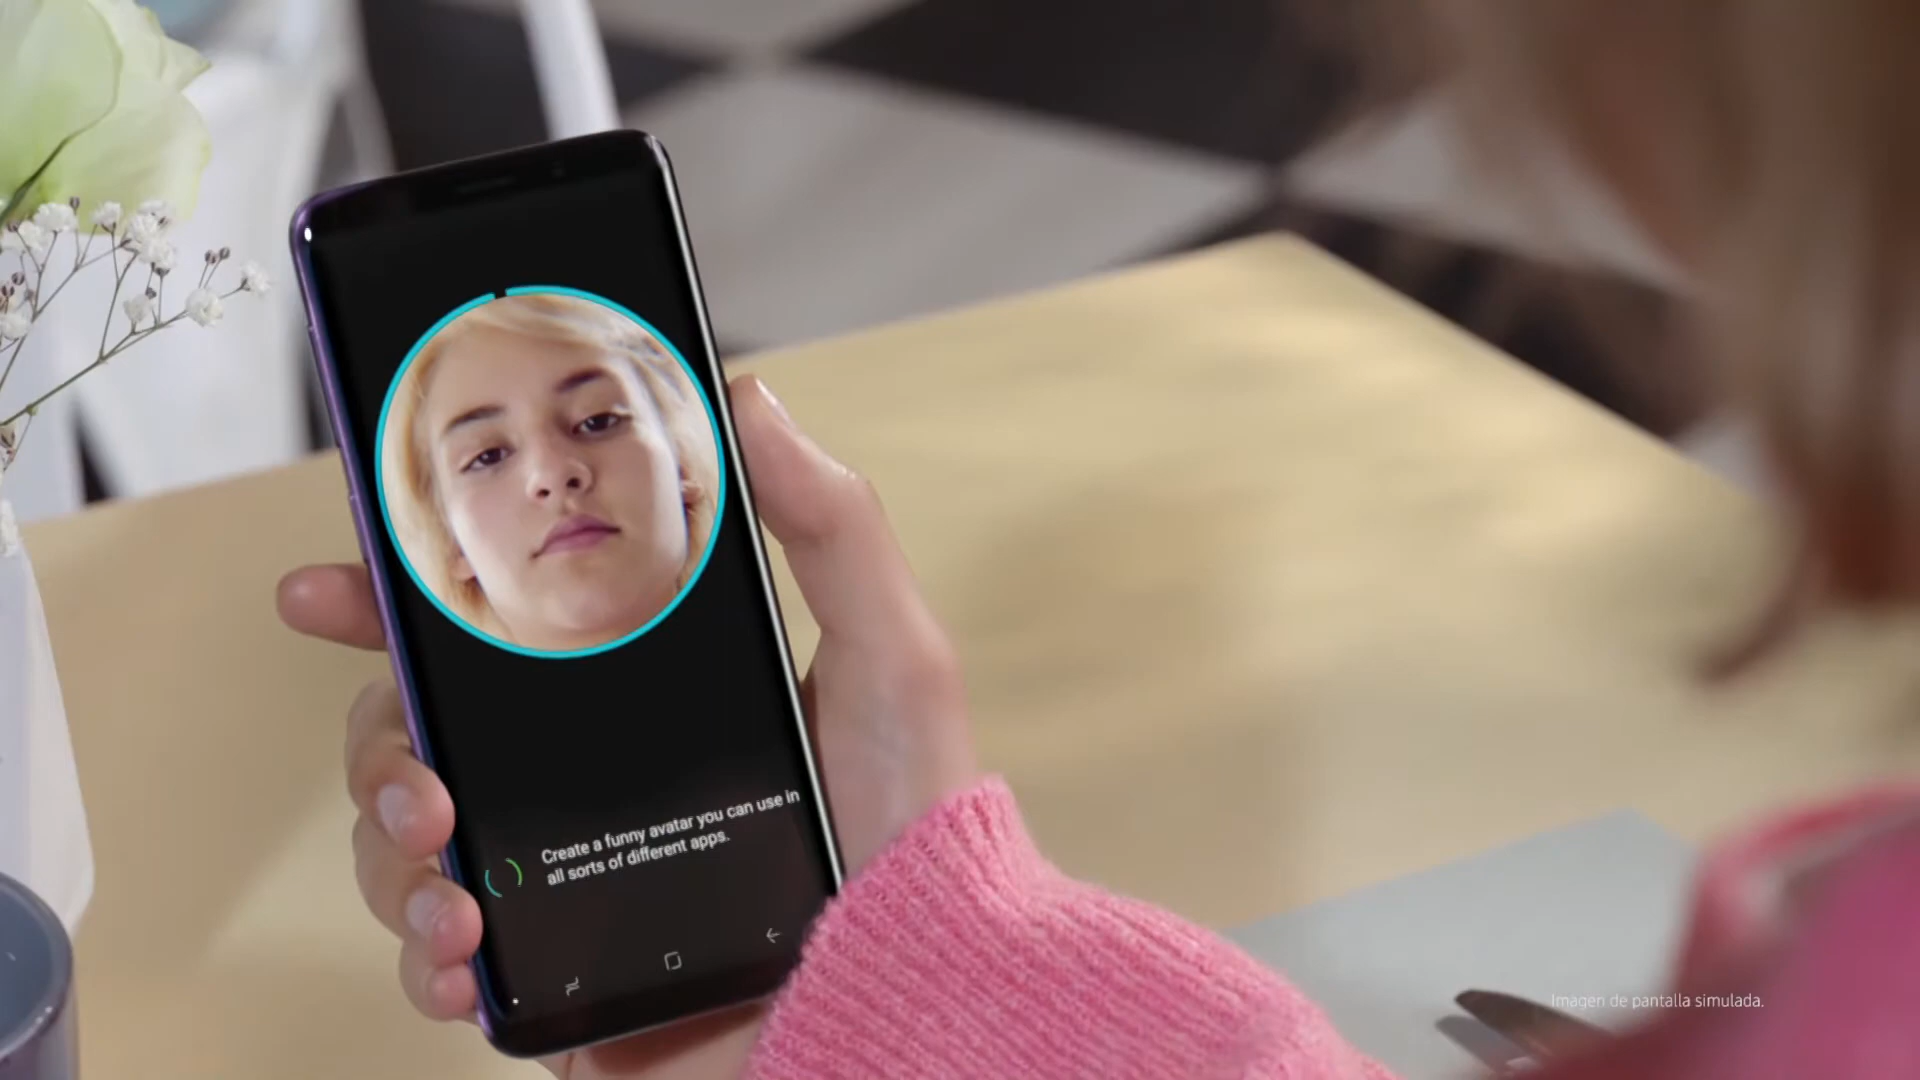 Create a funny avatar you can use in
all sorts of different apps.
Imagen de pantalla simulada.